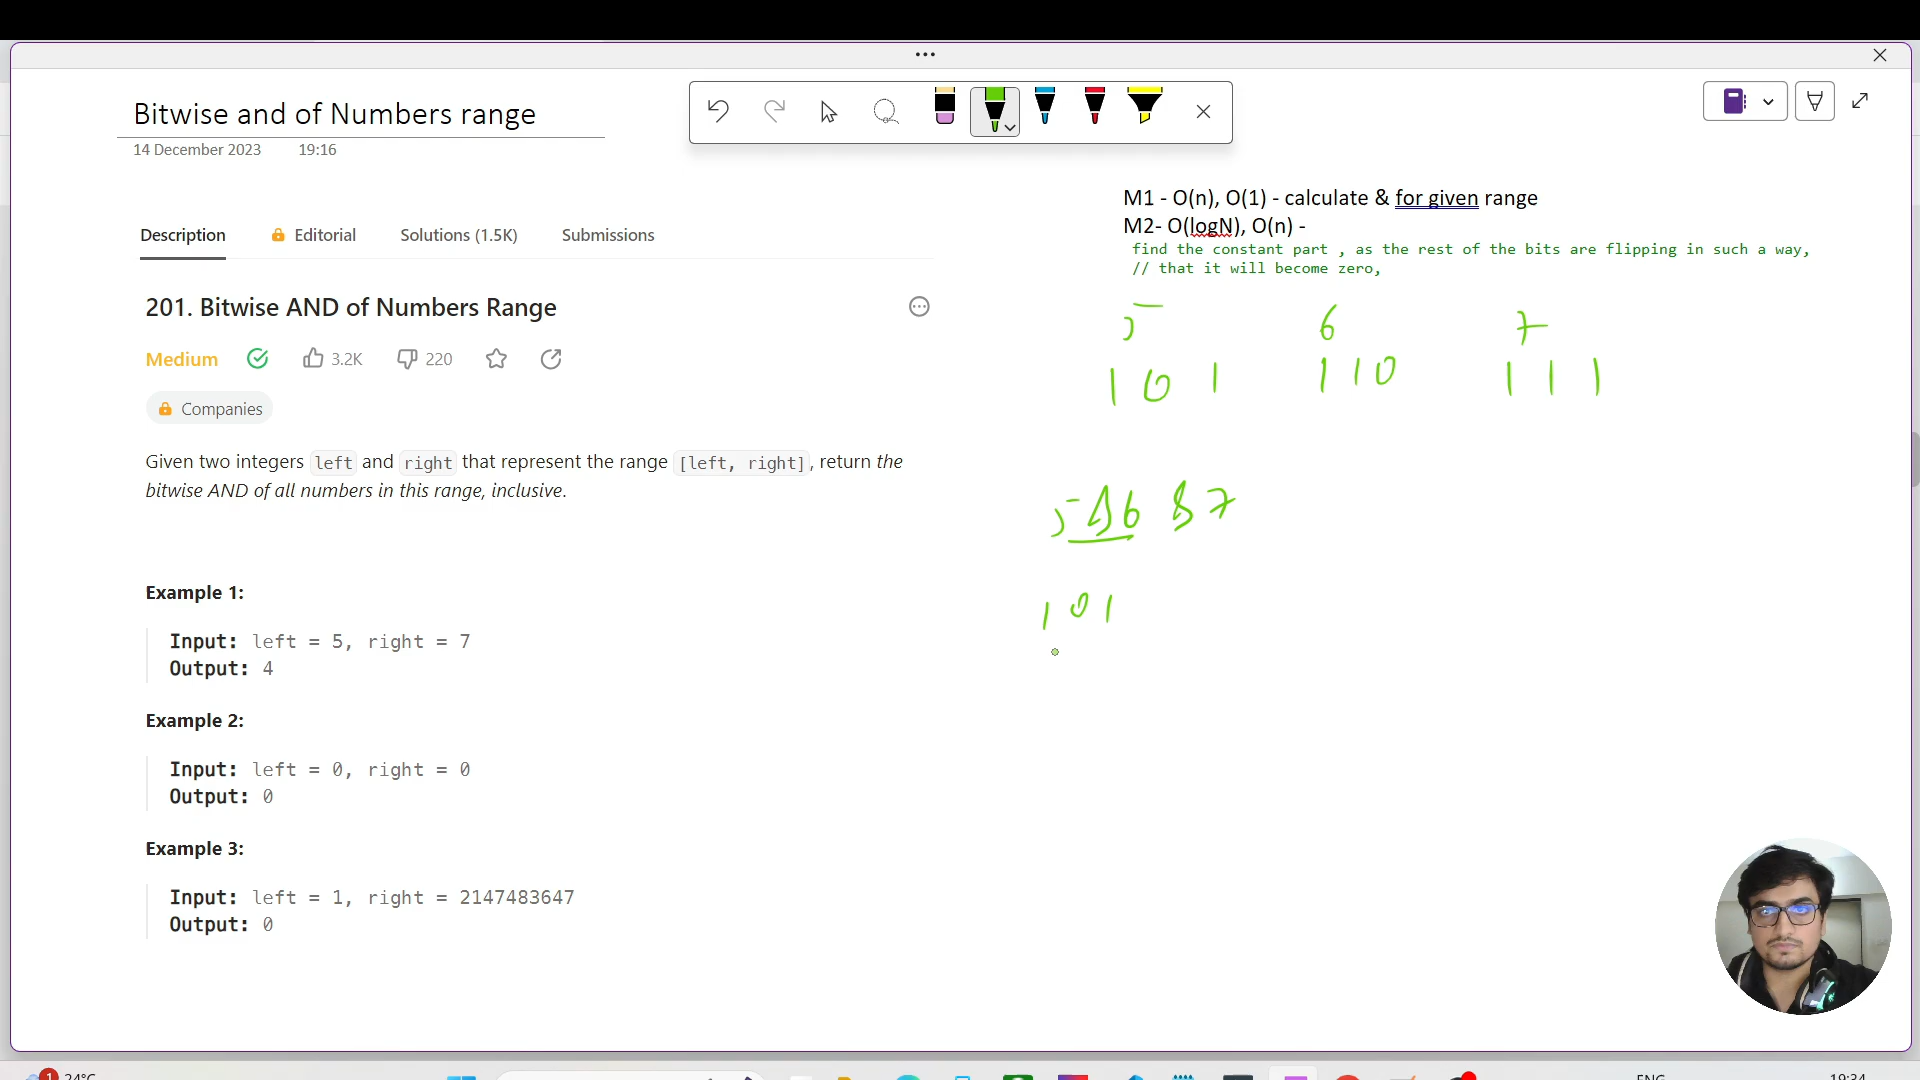 Bitwise and of Numbers range
14 December 2023 19:16
Description Editorial Solutions (1.5K) Submissions
201. Bitwise AND of Numbers Range
Medium 3.2K 220
Companies
Given two integers left and right that represent the range [left, right], return the
bitwise AND of all numbers in this range, inclusive.
Example 1:
Input: left = 5, right = 7
Output: 4
Example 2:
Input: left = 0, right = 0
Output: 0
Example 3:
Input: left = 1, right = 2147483647
Output: 0
M1 - O(n), O(1) - calculate & for given range
M2- O(logN), O(n) -
find the constant part , as the rest of the bits are flipping in such a way,
// that it will become zero,
5 6 7
1 0 1 1 1 0 1 1 1
5 & 6 & 7
1 0 1
1 24°C
ENG 19:34